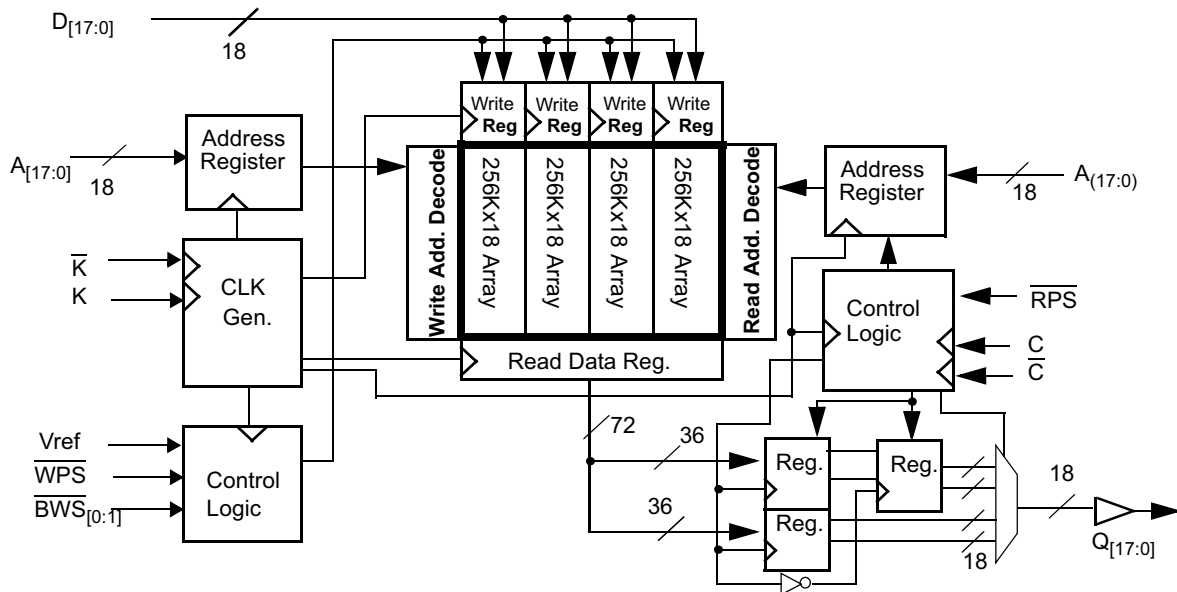 D[17:0]
18
Write Reg
Write Reg
Write Reg
Write Reg
A[17:0]
18
Address Register
Write Add. Decode
256Kx18 Array
256Kx18 Array
256Kx18 Array
256Kx18 Array
Read Add. Decode
Address Register
18
A(17:0)
K̅
K
CLK Gen.
Read Data Reg.
Control Logic
R̅P̅S̅
C
C̅
Vref
W̅P̅S̅
B̅W̅S̅[0:1]
Control Logic
72
36
36
Reg.
Reg.
Reg.
18
18
Q[17:0]